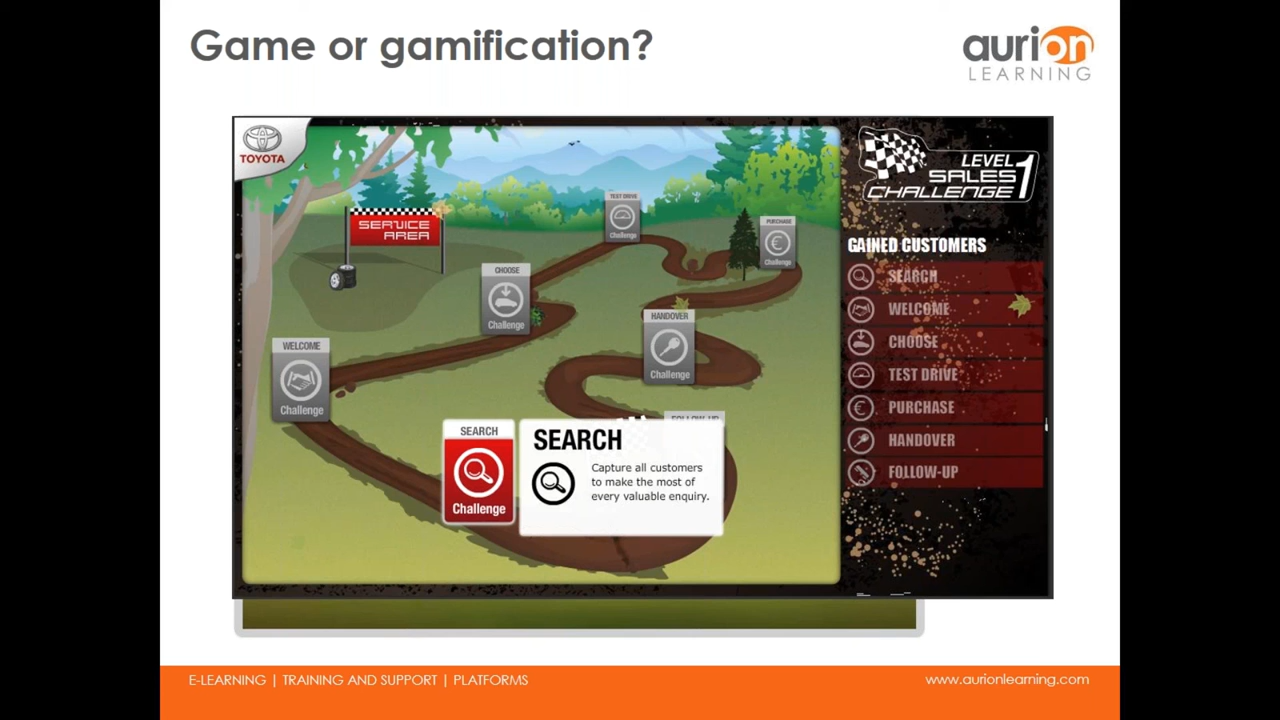 Game or gamification?
aurion
LEARNING
TOYOTA
LEVEL 1
SALES
CHALLENGE
SERVICE
AREA
TEST DRIVE
Challenge
PURCHASE
Challenge
CHOOSE
Challenge
HANDOVER
Challenge
WELCOME
Challenge
FOLLOW-UP
SEARCH
Challenge
SEARCH
Capture all customers
to make the most of
every valuable enquiry.
GAINED CUSTOMERS
SEARCH
WELCOME
CHOOSE
TEST DRIVE
PURCHASE
HANDOVER
FOLLOW-UP
E-LEARNING | TRAINING AND SUPPORT | PLATFORMS
www.aurionlearning.com